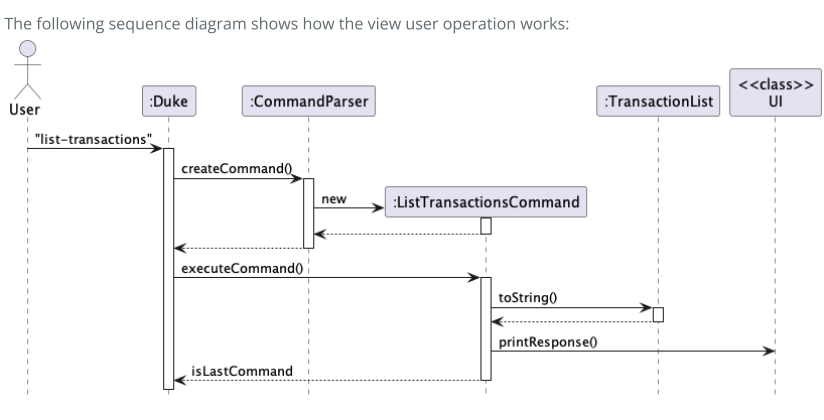 The following sequence diagram shows how the view user operation works:
User
:Duke
:CommandParser
:TransactionList
<<class>>
UI
"list-transactions"
createCommand()
new
:ListTransactionsCommand
executeCommand()
toString()
printResponse()
isLastCommand